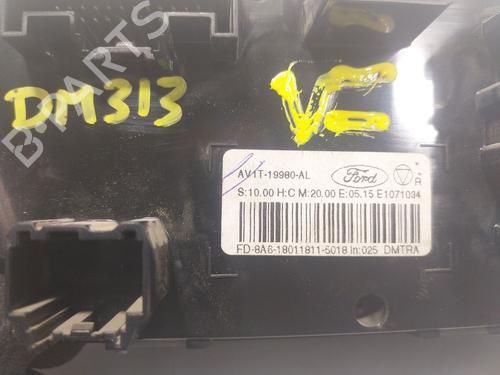 DM313
VE
B-PARTS
AV1T-19980-AL
Ford
R
S:10.00 H:C M:20.00 E:05.15 E1071034
FD-8A6-18011811-5018 In:025 DMTRA